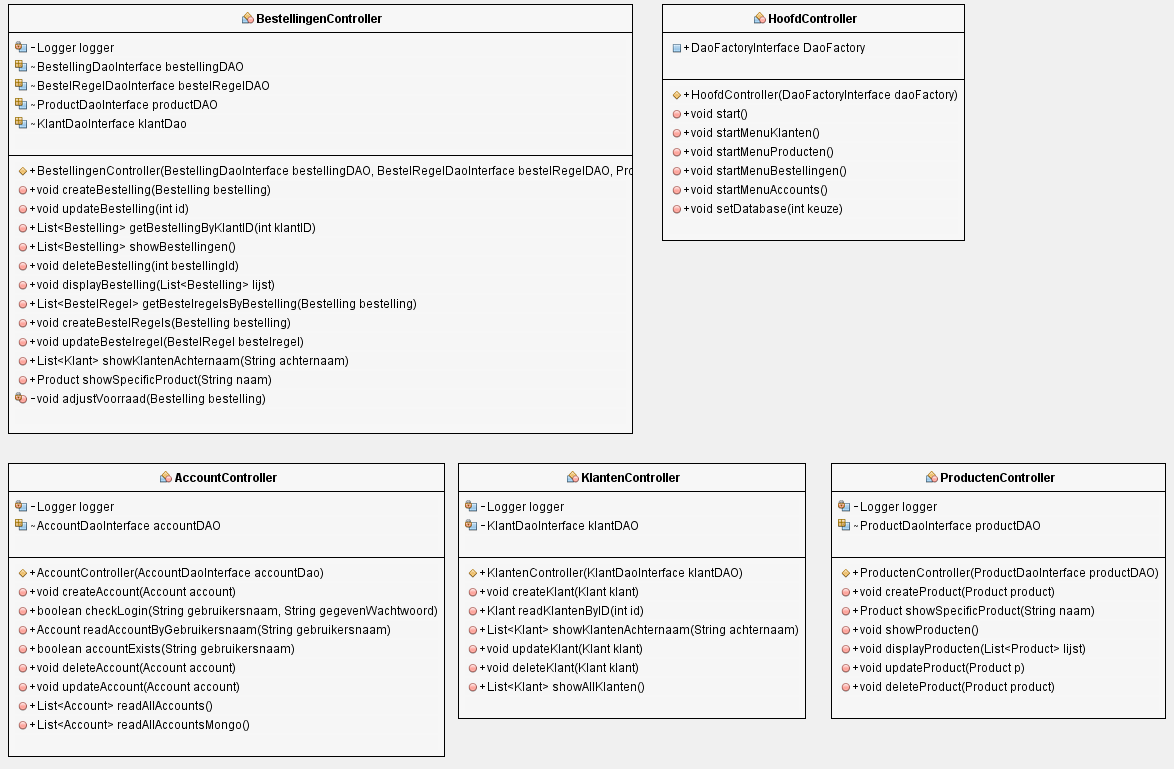 BestellingenController
-Logger logger
~BestellingDaoInterface bestellingDAO
~BestelRegelDaoInterface bestelRegelDAO
~ProductDaoInterface productDAO
~KlantDaoInterface klantDao
+BestellingenController(BestellingDaoInterface bestellingDAO, BestelRegelDaoInterface bestelRegelDAO, Pro
+void createBestelling(Bestelling bestelling)
+void updateBestelling(int id)
+List<Bestelling> getBestellingByKlantID(int klantID)
+List<Bestelling> showBestellingen()
+void deleteBestelling(int bestellingId)
+void displayBestelling(List<Bestelling> lijst)
+List<BestelRegel> getBestelregelsByBestelling(Bestelling bestelling)
+void createBestelRegels(Bestelling bestelling)
+void updateBestelregel(BestelRegel bestelregel)
+List<Klant> showKlantenAchternaam(String achternaam)
+Product showSpecificProduct(String naam)
-void adjustVoorraad(Bestelling bestelling)
HoofdController
+DaoFactoryInterface DaoFactory
+HoofdController(DaoFactoryInterface daoFactory)
+void start()
+void startMenuKlanten()
+void startMenuProducten()
+void startMenuBestellingen()
+void startMenuAccounts()
+void setDatabase(int keuze)
AccountController
-Logger logger
~AccountDaoInterface accountDAO
+AccountController(AccountDaoInterface accountDao)
+void createAccount(Account account)
+boolean checkLogin(String gebruikersnaam, String gegevenWachtwoord)
+Account readAccountByGebruikersnaam(String gebruikersnaam)
+boolean accountExists(String gebruikersnaam)
+void deleteAccount(Account account)
+void updateAccount(Account account)
+List<Account> readAllAccounts()
+List<Account> readAllAccountsMongo()
KlantenController
-Logger logger
-KlantDaoInterface klantDAO
+KlantenController(KlantDaoInterface klantDAO)
+void createKlant(Klant klant)
+Klant readKlantenByID(int id)
+List<Klant> showKlantenAchternaam(String achternaam)
+void updateKlant(Klant klant)
+void deleteKlant(Klant klant)
+List<Klant> showAllKlanten()
ProductenController
-Logger logger
~ProductDaoInterface productDAO
+ProductenController(ProductDaoInterface productDAO)
+void createProduct(Product product)
+Product showSpecificProduct(String naam)
+void showProducten()
+void displayProducten(List<Product> lijst)
+void updateProduct(Product p)
+void deleteProduct(Product product)